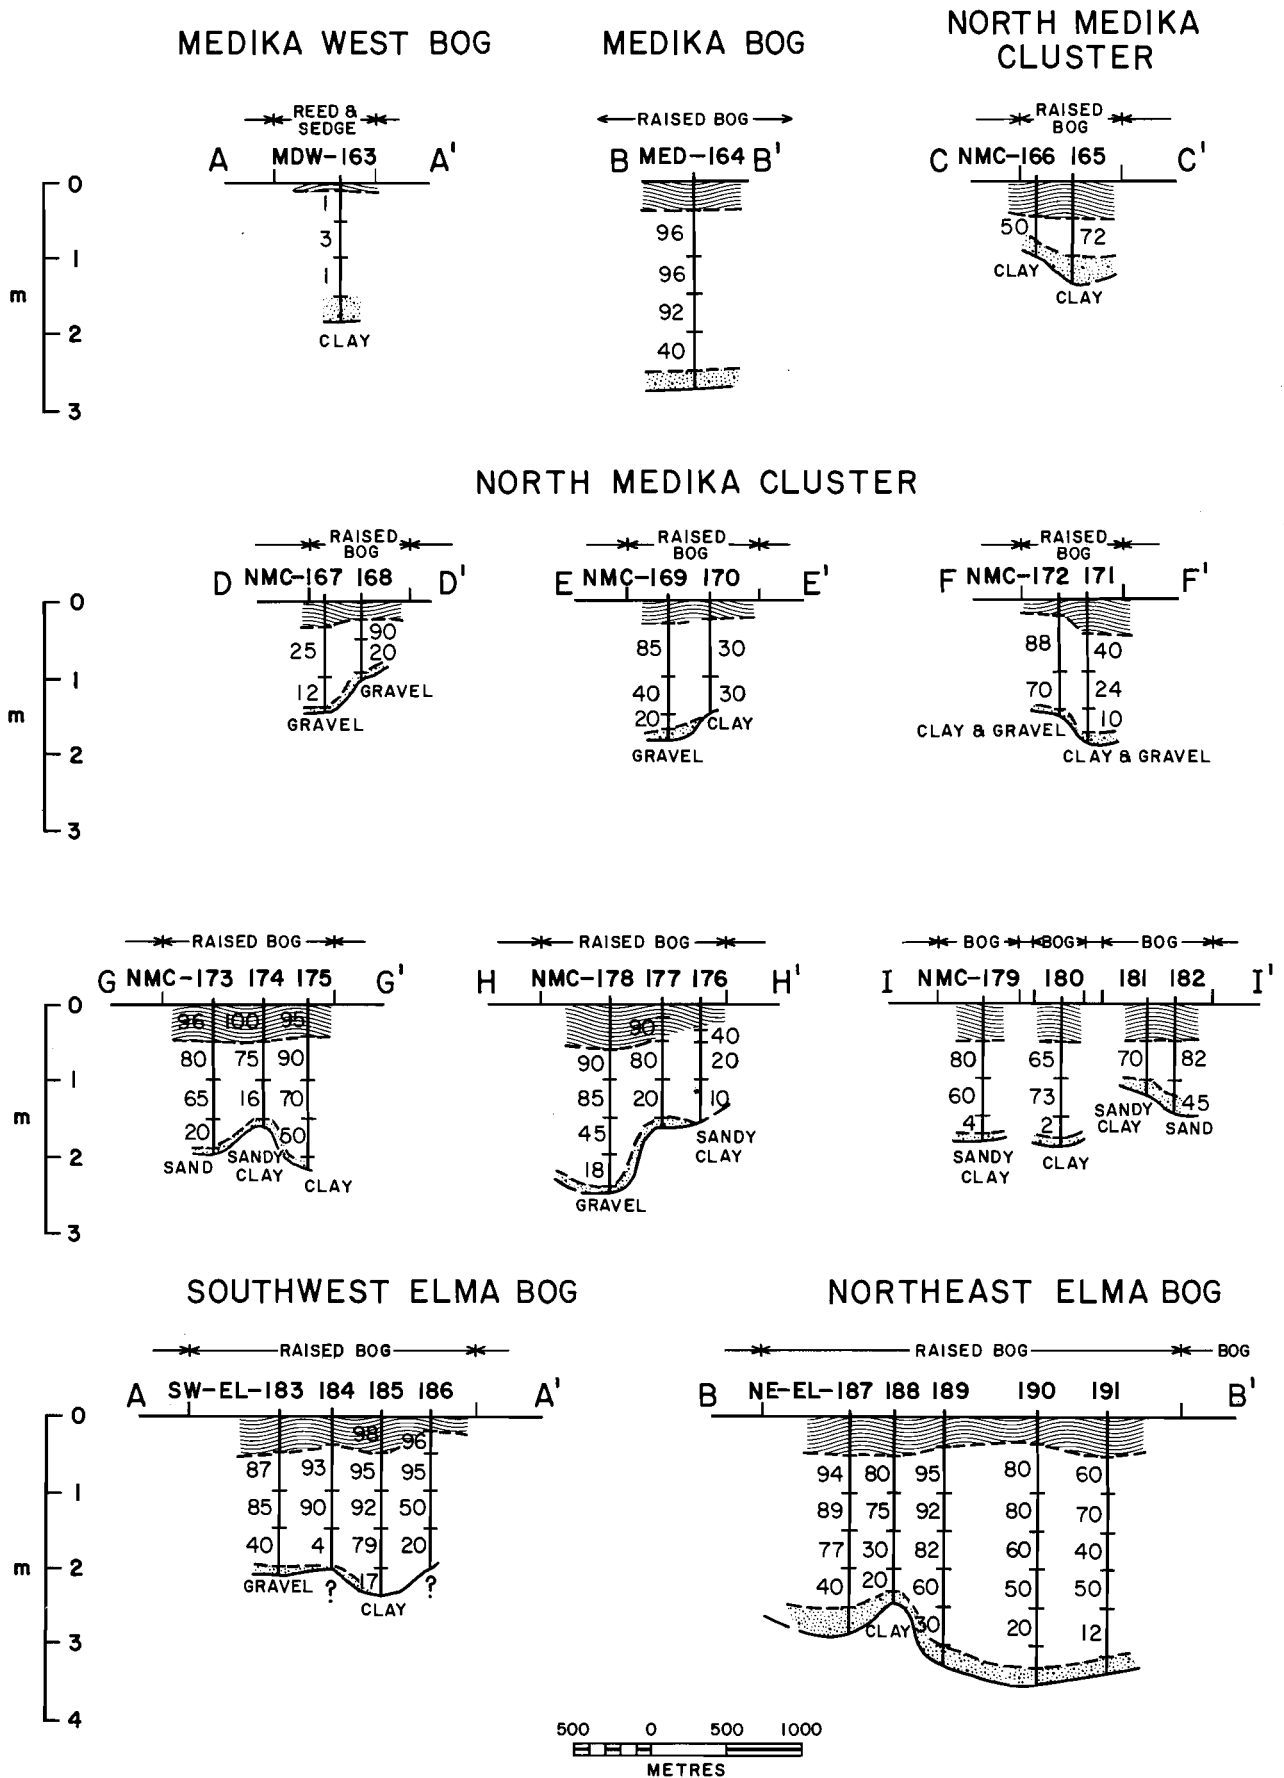 MEDIKA WEST BOG
MEDIKA BOG
NORTH MEDIKA
CLUSTER
REED &
SEDGE
A MDW-163 A'
RAISED BOG
B MED-164 B'
RAISED
BOG
C NMC-166 165 C'
0
1
m
2
3
1
3
1
CLAY
96
96
92
40
50
72
CLAY
CLAY
NORTH MEDIKA CLUSTER
RAISED
BOG
D NMC-167 168 D'
RAISED
BOG
E NMC-169 170 E'
RAISED
BOG
F NMC-172 171 F'
0
1
m
2
3
90
25 20
12 GRAVEL
GRAVEL
85 30
40 30
20 CLAY
GRAVEL
88 40
70 24
10
CLAY & GRAVEL
CLAY & GRAVEL
RAISED BOG
G NMC-173 174 175 G'
RAISED BOG
H NMC-178 177 176 H'
BOG BOG BOG
I NMC-179 180 181 182 I'
0
1
m
2
3
96 100 95
80 75 90
65 16 70
20 50
SAND SANDY
CLAY
CLAY
90 40
90 80 20
85 20 10
45
18
SANDY
CLAY
GRAVEL
80 65 70 82
60 73 45
4 2
SANDY
CLAY
SAND
SANDY
CLAY
CLAY
SOUTHWEST ELMA BOG
NORTHEAST ELMA BOG
RAISED BOG
A SW-EL-183 184 185 186 A'
RAISED BOG BOG
B NE-EL-187 188 189 190 191 B'
0
1
m
2
3
4
98 96
87 93 95 95
85 90 92 50
40 4 79 20
17
GRAVEL ? ?
CLAY
94 80 95 80 60
89 75 92 80 70
77 30 82 60 40
40 20 60 50 50
30 20 12
CLAY
500 0 500 1000
METRES